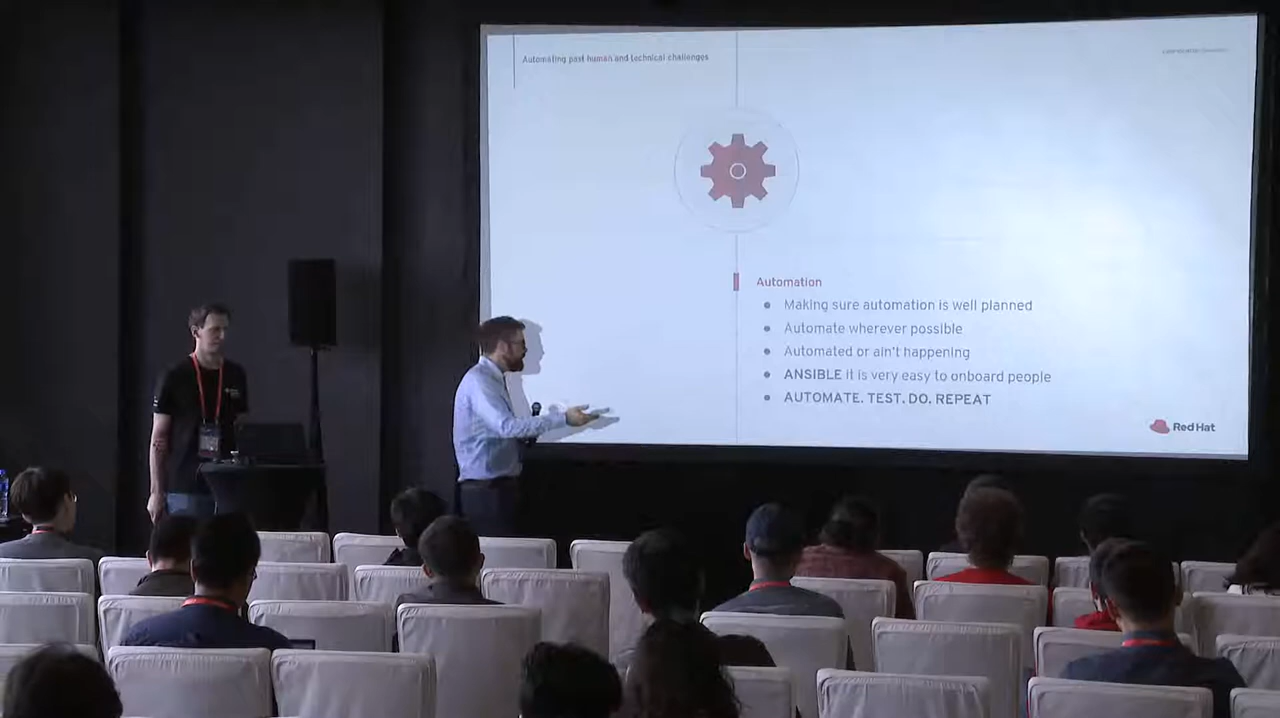 Automating past human and technical challenges
Automation
Making sure automation is well planned
Automate wherever possible
Automated or ain't happening
ANSIBLE it is very easy to onboard people
AUTOMATE. TEST. DO. REPEAT
Red Hat